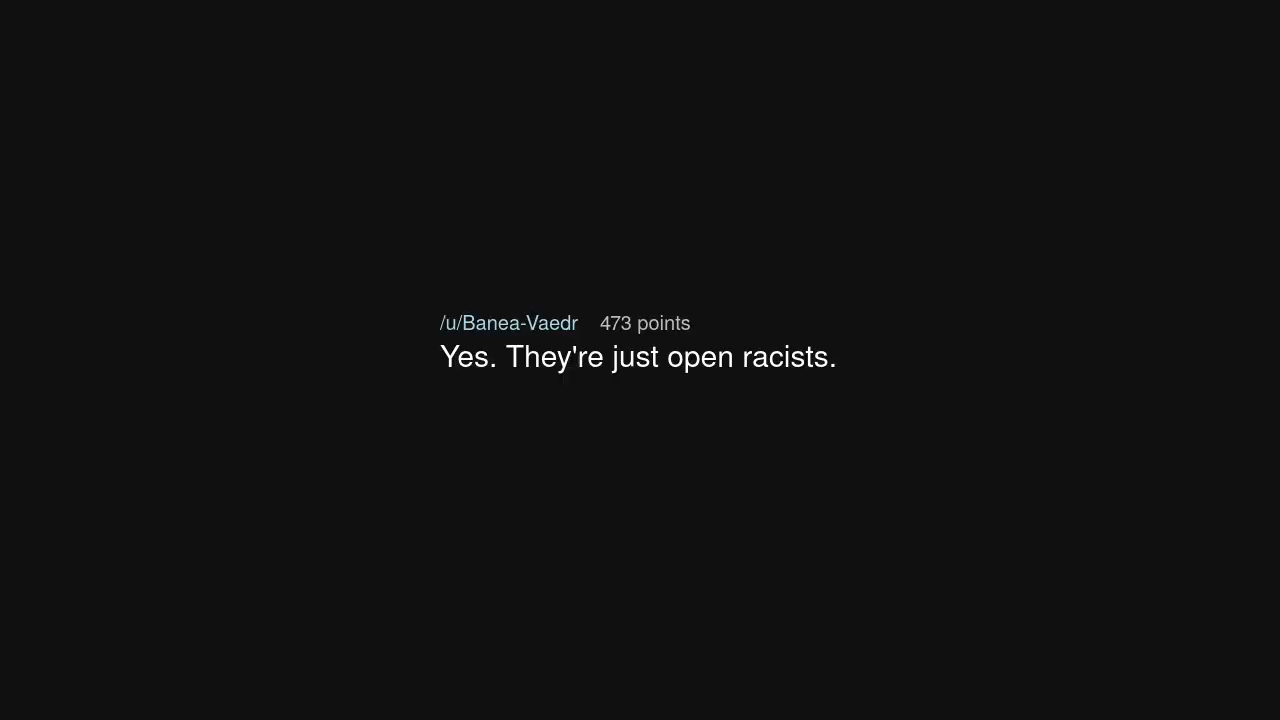 /u/Banea-Vaedr 473 points
Yes. They're just open racists.